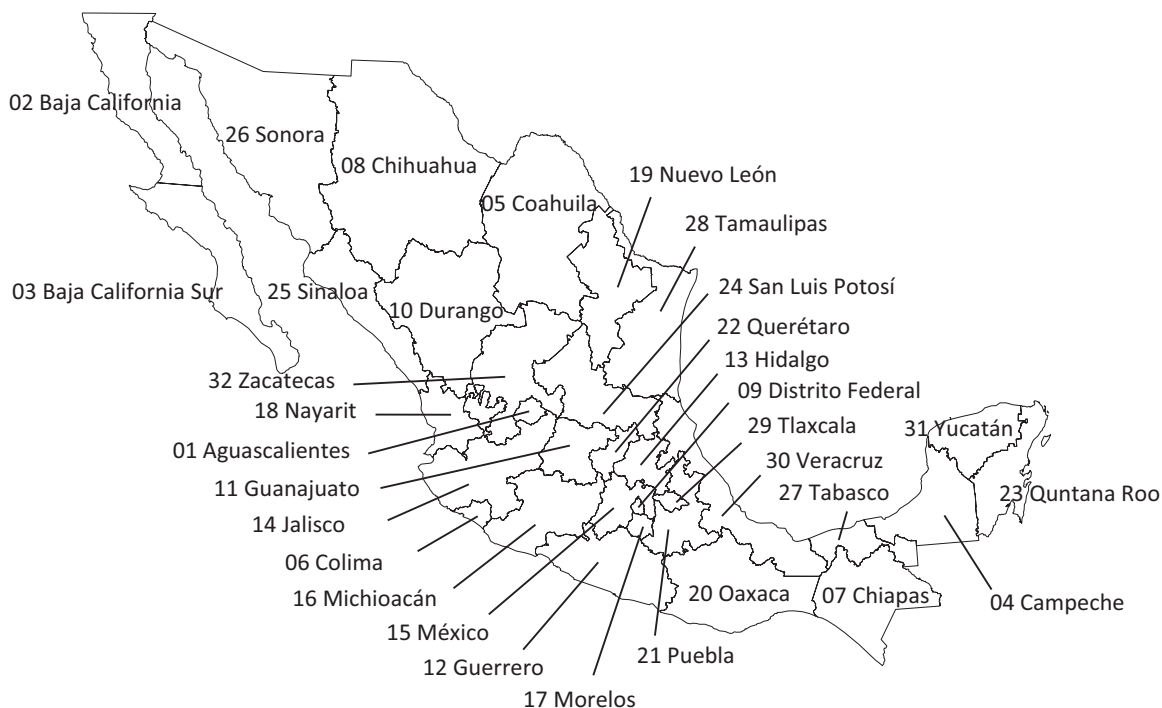 02 Baja California
26 Sonora
08 Chihuahua
19 Nuevo León
05 Coahuila
28 Tamaulipas
03 Baja California Sur
25 Sinaloa
24 San Luis Potosí
10 Durango
22 Querétaro
13 Hidalgo
32 Zacatecas
09 Distrito Federal
18 Nayarit
29 Tlaxcala
31 Yucatán
01 Aguascalientes
30 Veracruz
11 Guanajuato
27 Tabasco
23 Quntana Roo
14 Jalisco
06 Colima
16 Michioacán
20 Oaxaca
07 Chiapas
04 Campeche
15 México
21 Puebla
12 Guerrero
17 Morelos